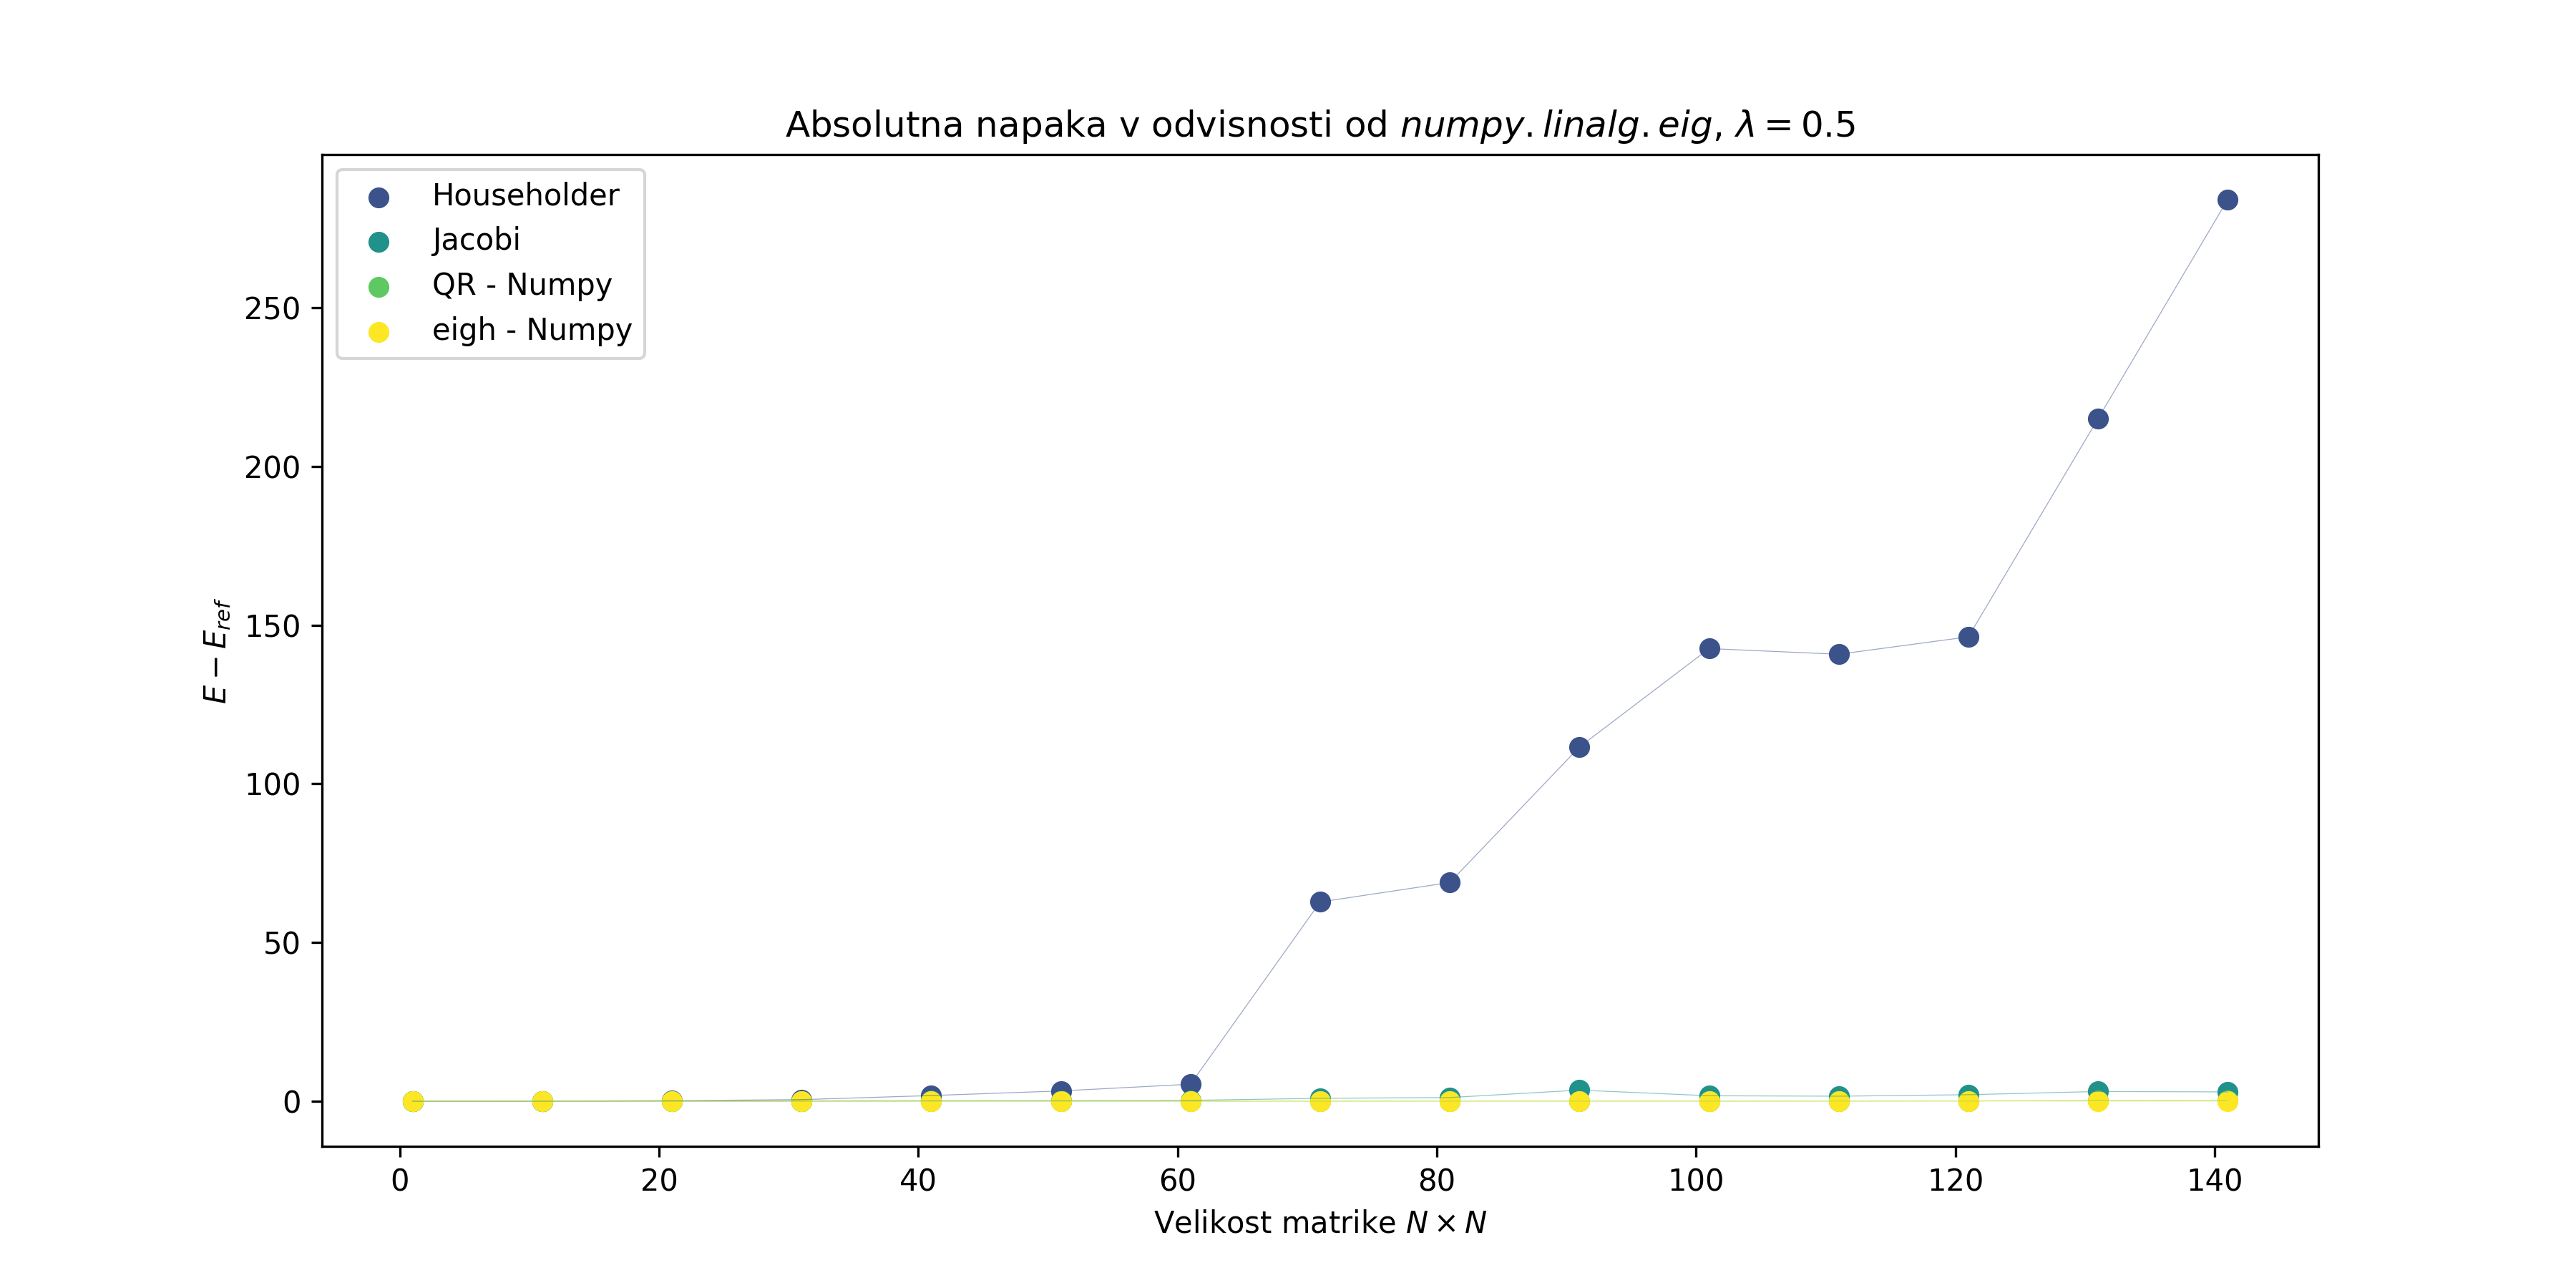 Absolutna napaka v odvisnosti od numpy.linalg.eig, λ = 0.5
Householder
Jacobi
QR - Numpy
eigh - Numpy
250
200
150
100
50
0
E − E_ref
0 20 40 60 80 100 120 140
Velikost matrike N × N